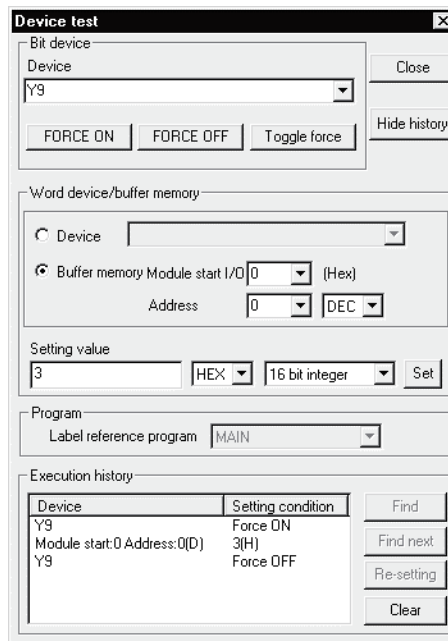 Device test
Bit device
Device
Y9
Close
FORCE ON FORCE OFF Toggle force
Hide history
Word device/buffer memory
Device
Buffer memory Module start I/O 0 (Hex)
Address 0 DEC
Setting value
3 HEX 16 bit integer Set
Program
Label reference program MAIN
Execution history
Device Setting condition
Y9 Force ON
Module start:0 Address:0(D) 3(H)
Y9 Force OFF
Find
Find next
Re-setting
Clear